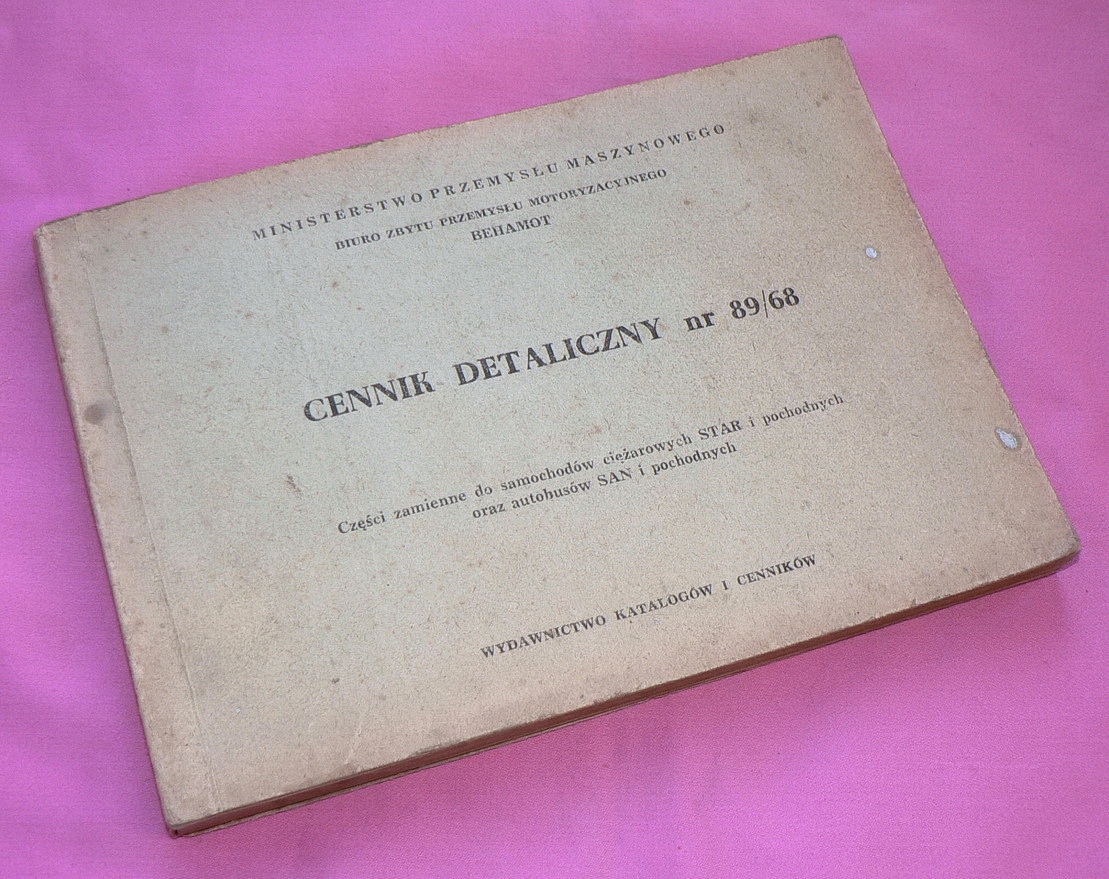 MINISTERSTWO PRZEMYSŁU MASZYNOWEGO
BIURO ZBYTU PRZEMYSŁU MOTORYZACYJNEGO
BEHAMOT
CENNIK DETALICZNY nr 89/68
Części zamienne do samochodów ciężarowych STAR i pochodnych
oraz autobusów SAN i pochodnych
WYDAWNICTWO KATALOGÓW I CENNIKÓW